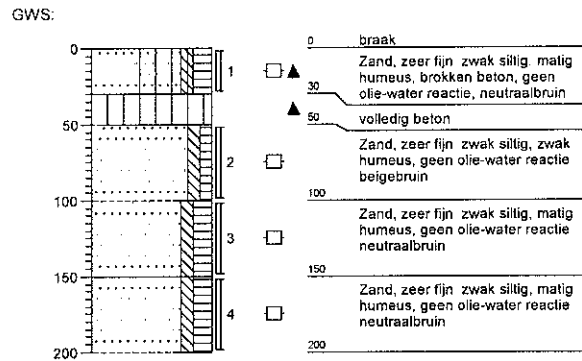 GWS:
0
50
100
150
200
1
2
3
4
0 braak
Zand, zeer fijn zwak siltig, matig
humeus, brokken beton, geen
olie-water reactie, neutraalbruin
30
volledig beton
50
Zand, zeer fijn zwak siltig, zwak
humeus, geen olie-water reactie
beigebruin
100
Zand, zeer fijn zwak siltig, matig
humeus, geen olie-water reactie
neutraalbruin
150
Zand, zeer fijn zwak siltig, matig
humeus, geen olie-water reactie
neutraalbruin
200